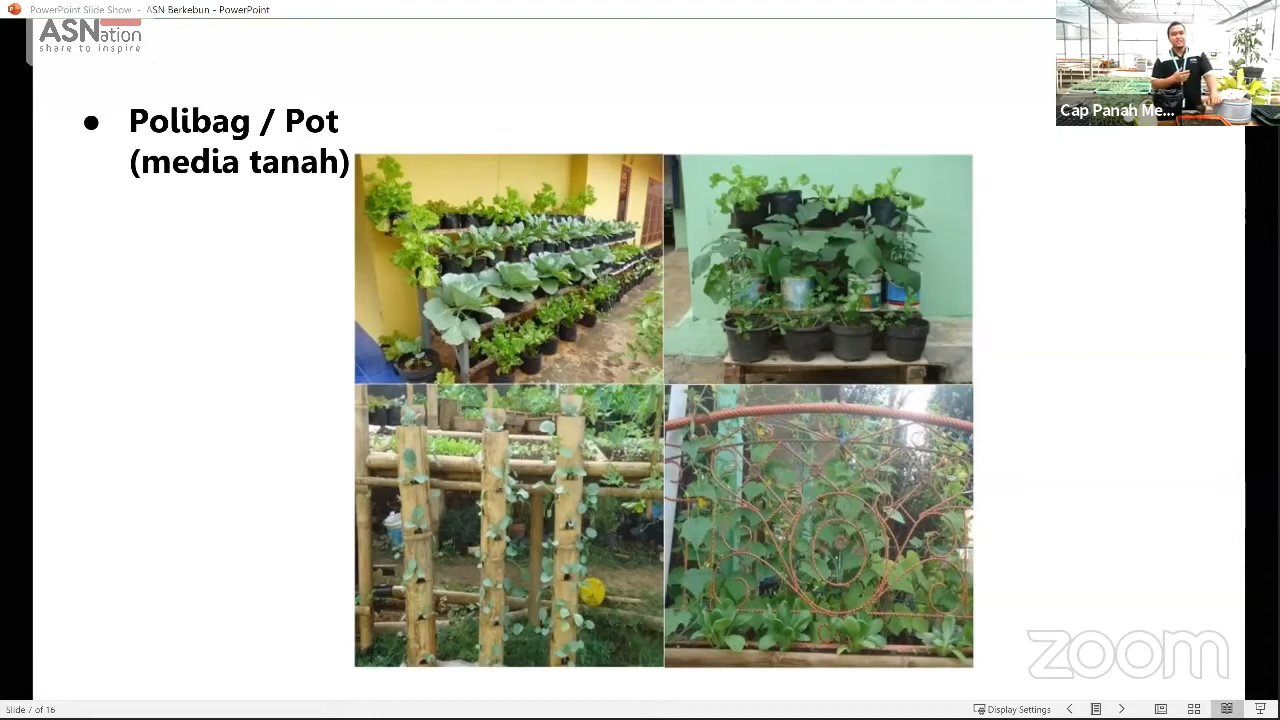 PowerPoint Slide Show - ASN Berkebun - PowerPoint
ASNation
share to inspire
● Polibag / Pot
(media tanah)
Cap Panah Me...
zoom
Slide 7 of 16
Display Settings